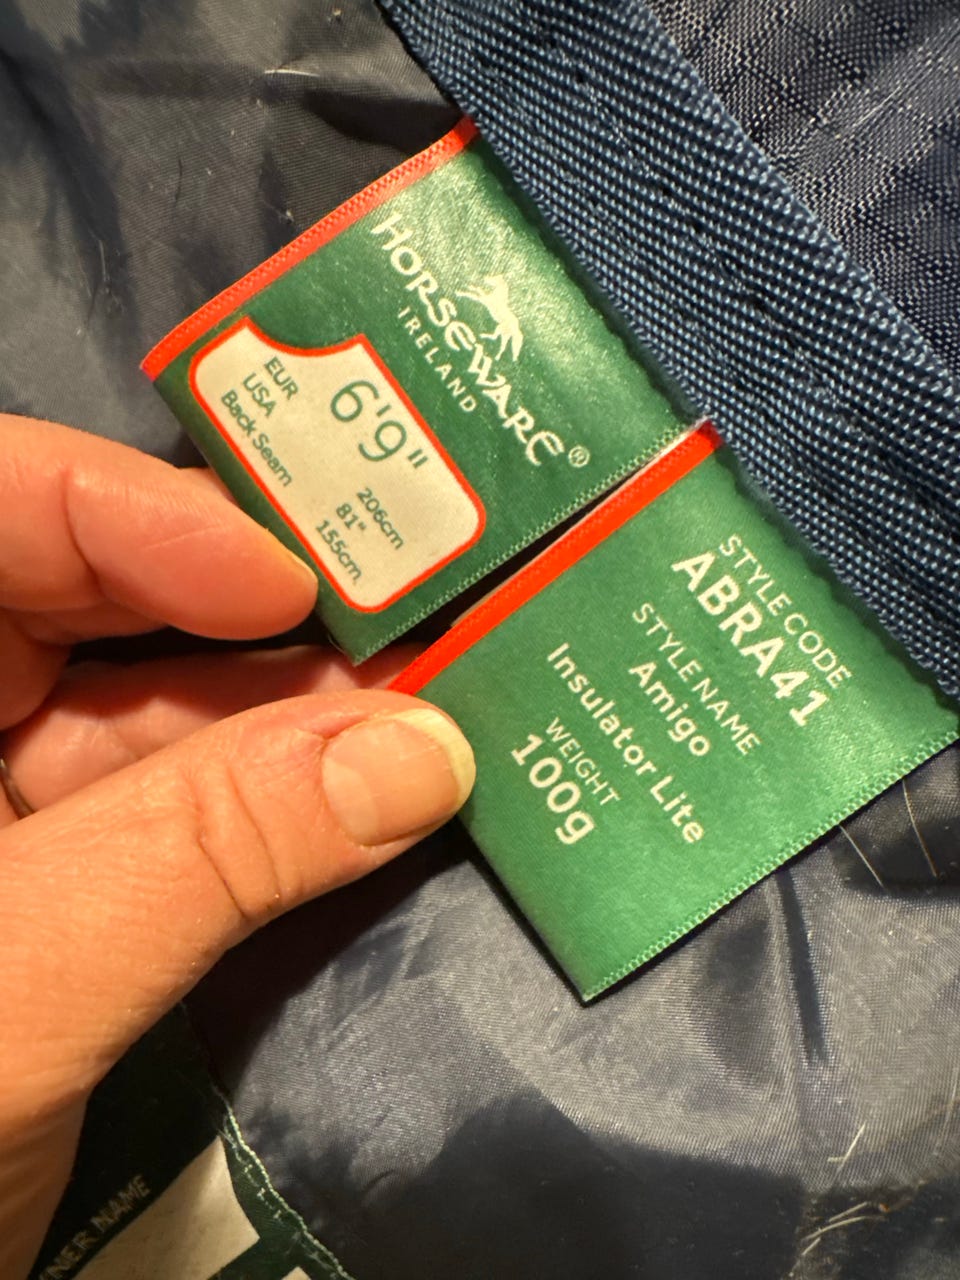 HORSEWARE®
IRELAND
6'9"
EUR 206cm
USA 81"
Back Seam 155cm
STYLE CODE
ABRA41
STYLE NAME
Amigo
Insulator Lite
WEIGHT
100g
NAME